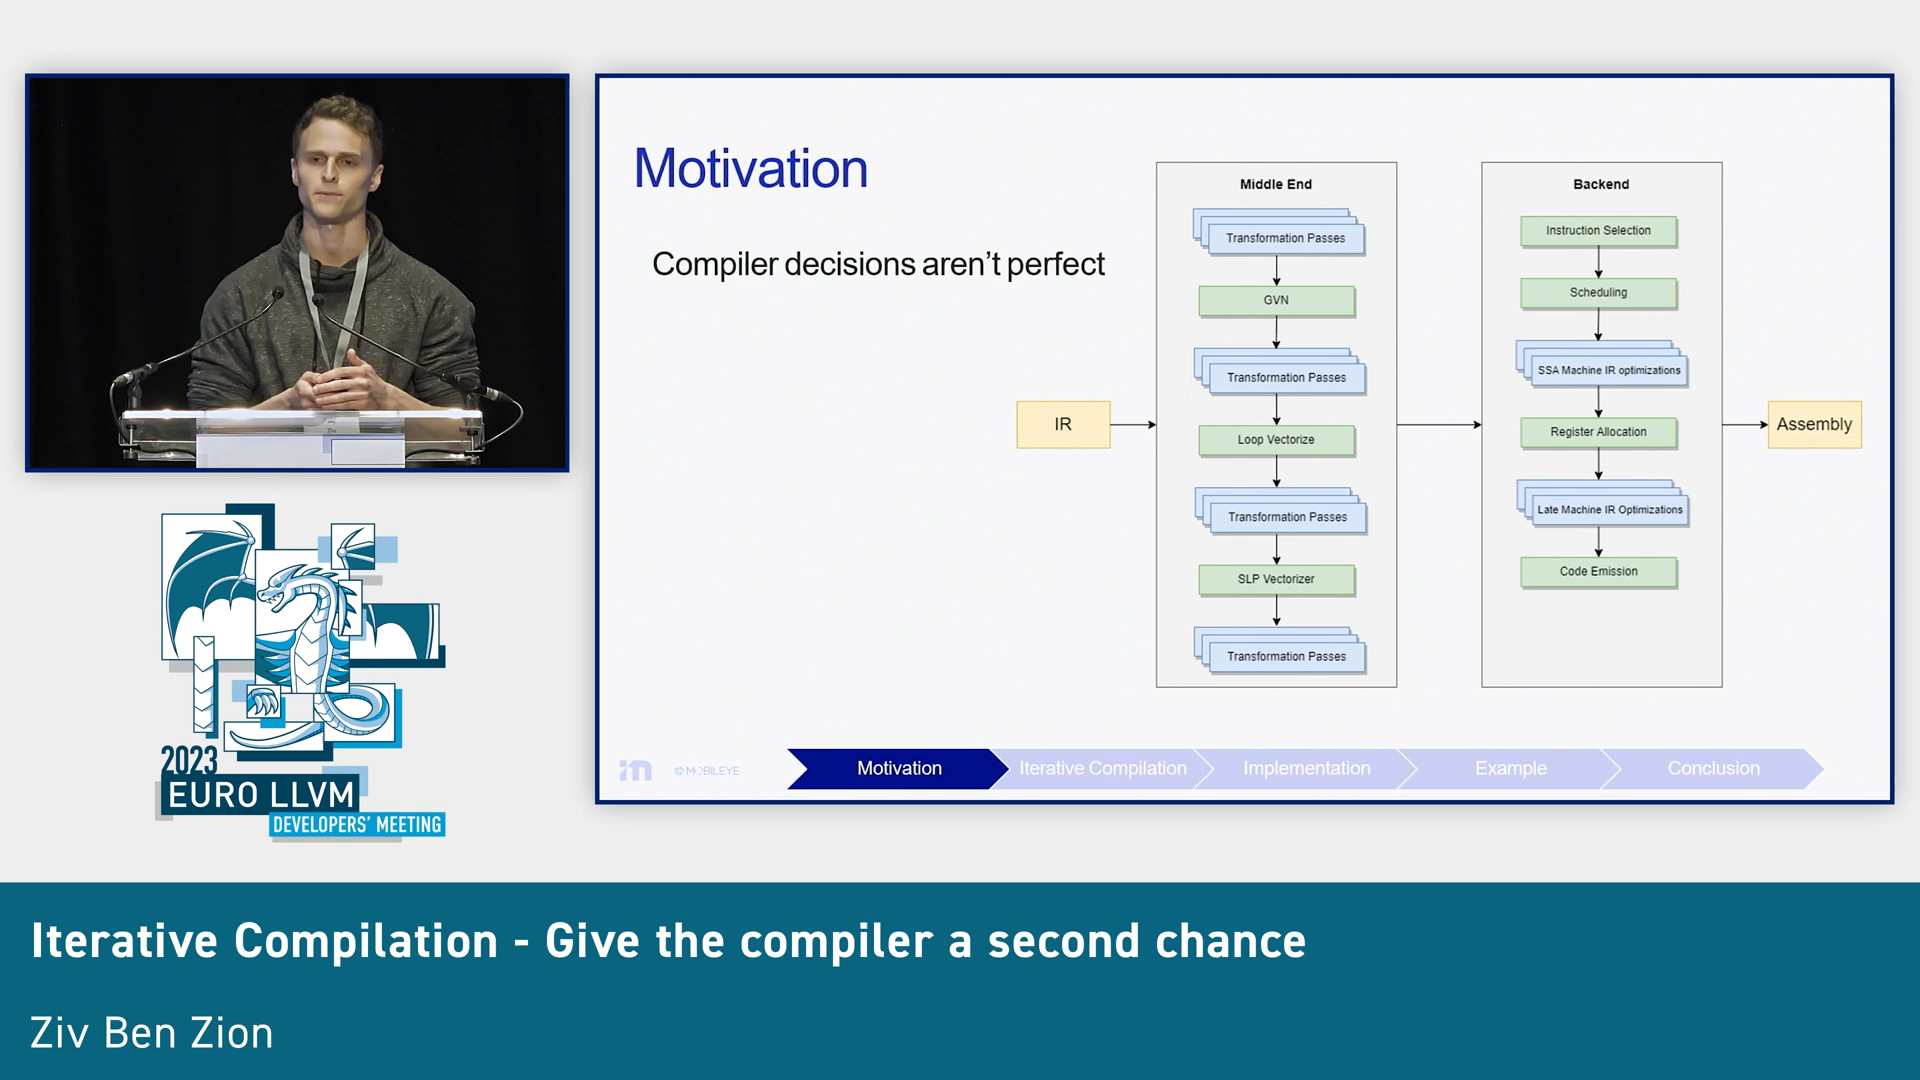 Motivation
Compiler decisions aren't perfect
IR
Middle End
Transformation Passes
GVN
Transformation Passes
Loop Vectorize
Transformation Passes
SLP Vectorizer
Transformation Passes
Backend
Instruction Selection
Scheduling
SSA Machine IR optimizations
Register Allocation
Late Machine IR Optimizations
Code Emission
Assembly
MOBILEYE
Motivation
Iterative Compilation
Implementation
Example
Conclusion
2023
EURO LLVM
DEVELOPERS' MEETING
Iterative Compilation - Give the compiler a second chance
Ziv Ben Zion